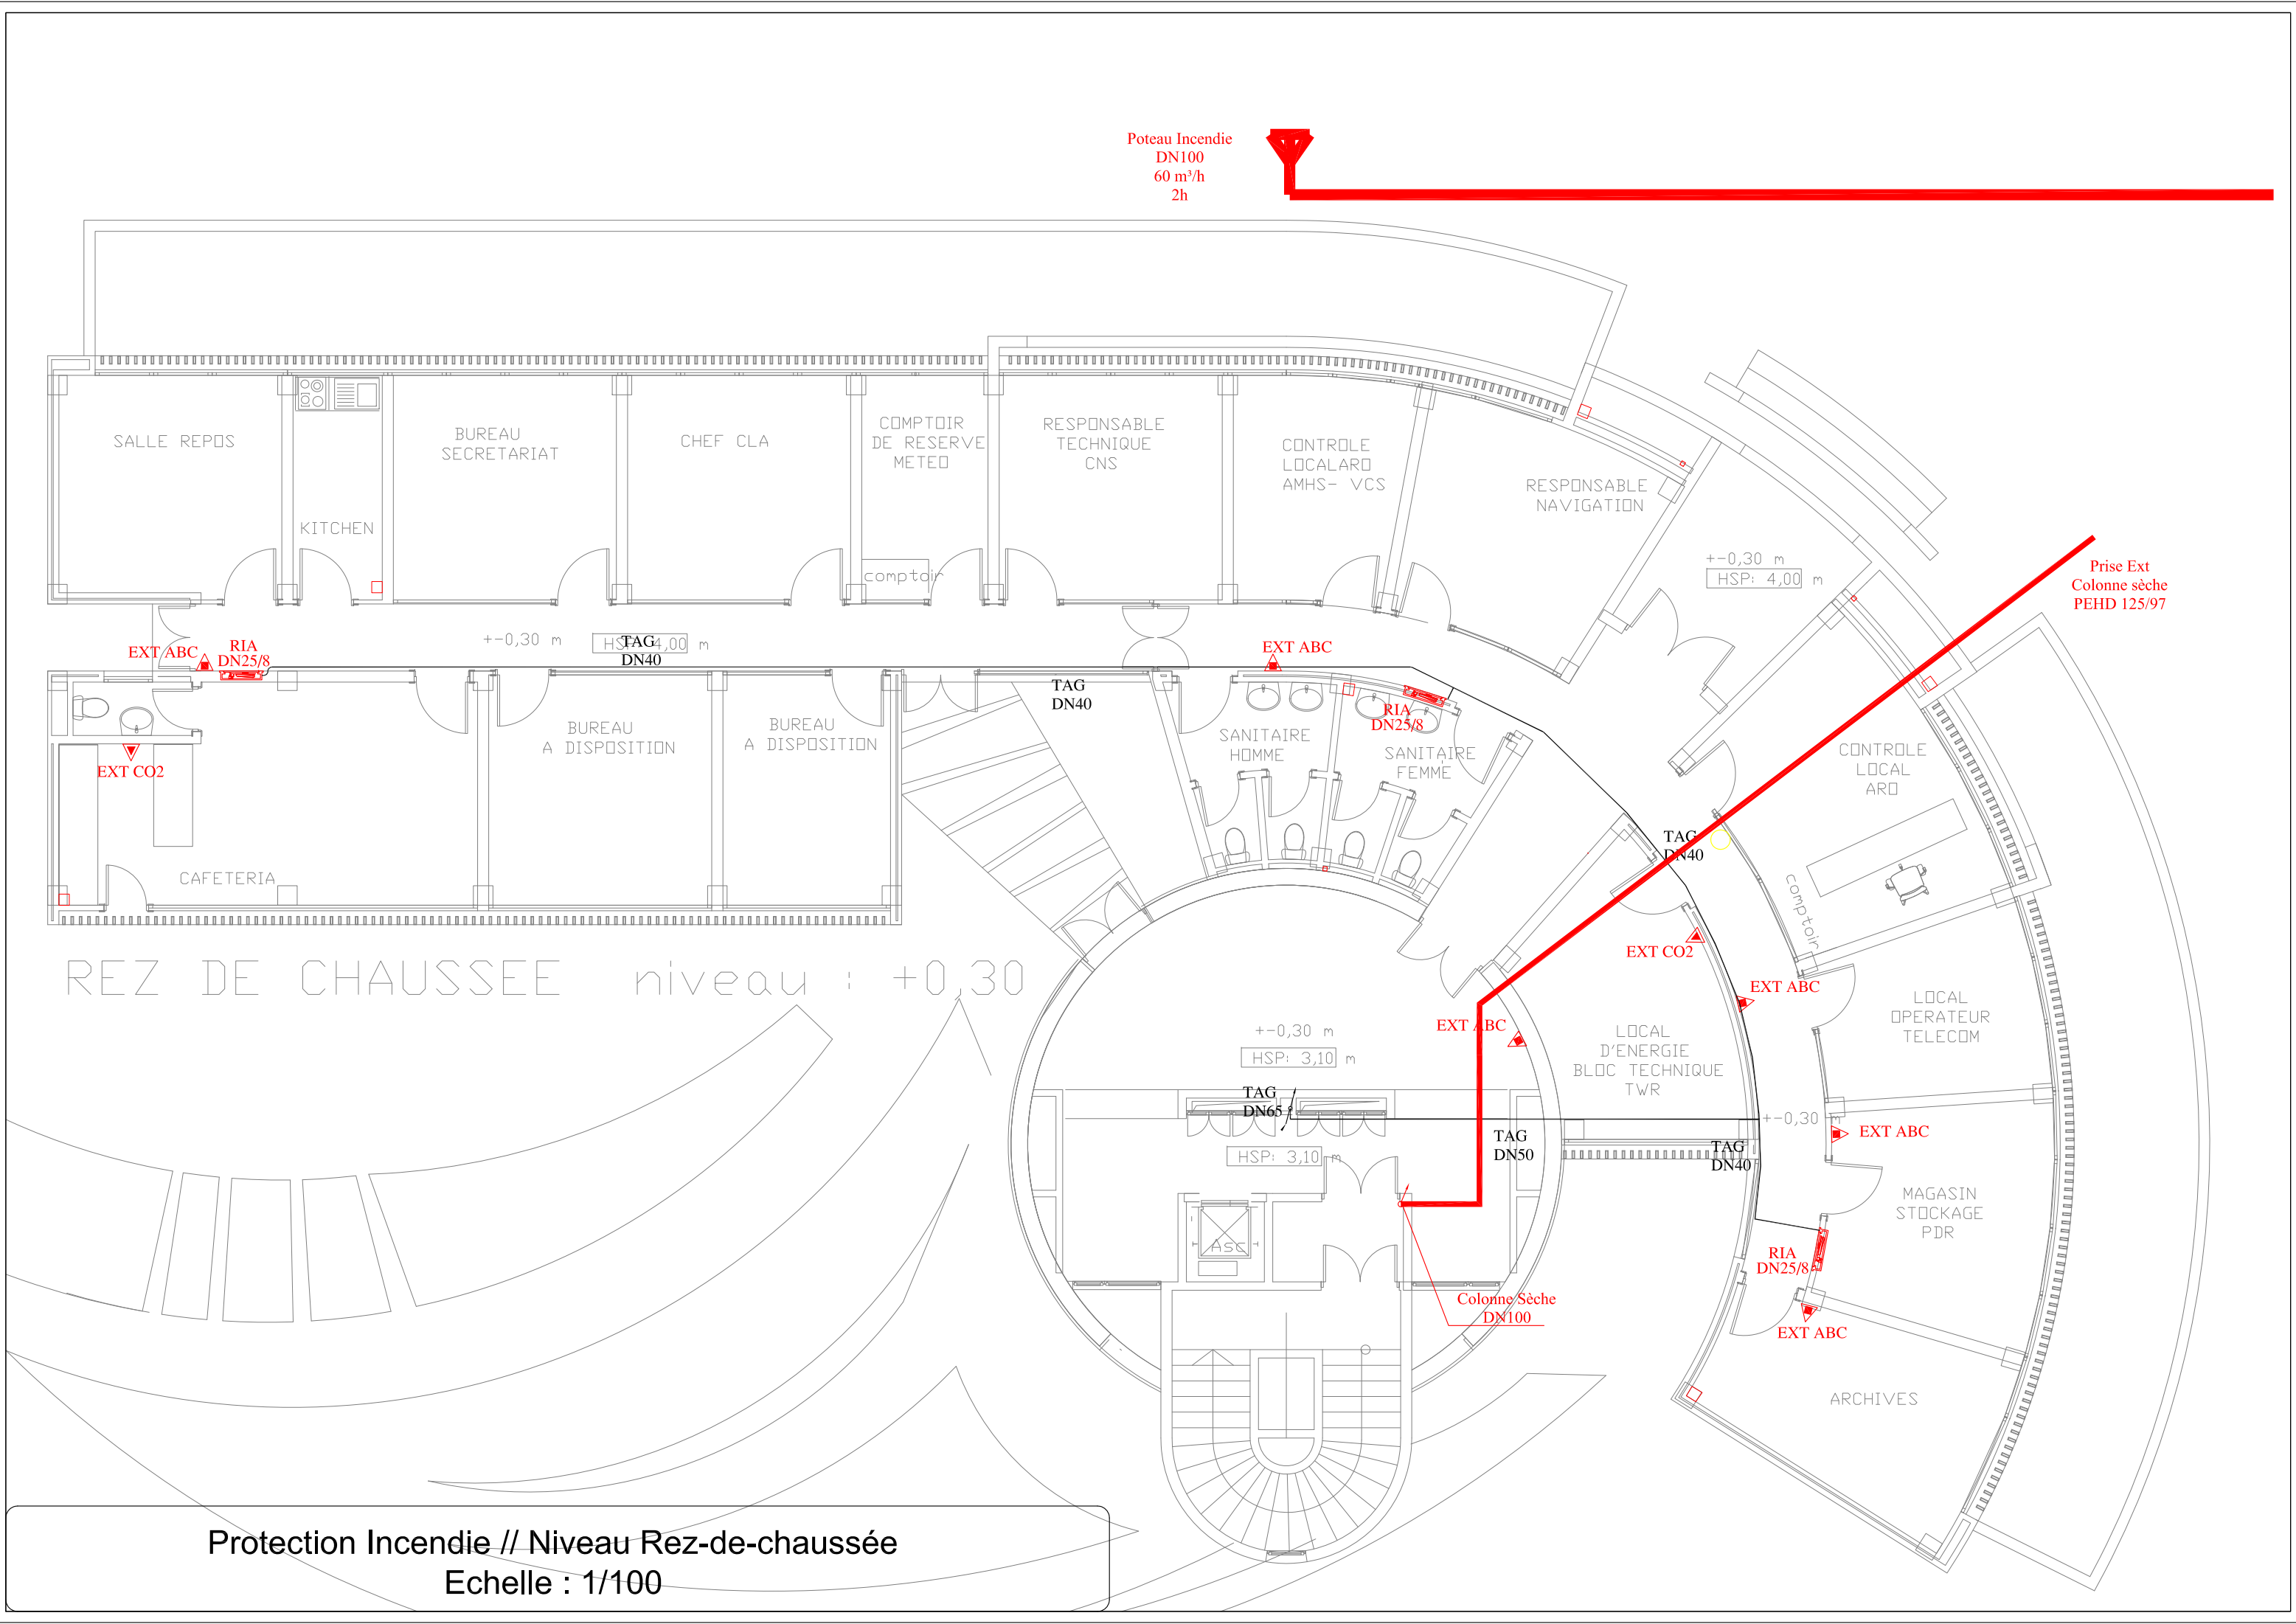 Poteau Incendie
DN100
60 m³/h
2h
SALLE REPOS
KITCHEN
BUREAU
SECRETARIAT
CHEF CLA
COMPTOIR
DE RESERVE
METEO
comptoir
RESPONSABLE
TECHNIQUE
CNS
CONTROLE
LOCALARO
AMHS- VCS
RESPONSABLE
NAVIGATION
+-0,30 m
HSP: 4,00 m
Prise Ext
Colonne sèche
PEHD 125/97
EXT ABC
RIA
DN25/8
+-0,30 m
HSP: 4,00 m
TAG
DN40
EXT ABC
TAG
DN40
RIA
DN25/8
EXT CO2
CAFETERIA
BUREAU
A DISPOSITION
BUREAU
A DISPOSITION
SANITAIRE
HOMME
SANITAIRE
FEMME
CONTROLE
LOCAL
ARO
TAG
DN40
comptoir
EXT CO2
EXT ABC
EXT ABC
LOCAL
OPERATEUR
TELECOM
REZ DE CHAUSSEE niveau : +0,30
+-0,30 m
HSP: 3,10 m
LOCAL
D'ENERGIE
BLOC TECHNIQUE
TWR
TAG
DN65
+-0,30 m
EXT ABC
TAG
DN50
TAG
DN40
HSP: 3,10 m
MAGASIN
STOCKAGE
PDR
Asc
RIA
DN25/8
Colonne Sèche
DN100
EXT ABC
ARCHIVES
Protection Incendie // Niveau Rez-de-chaussée
Echelle : 1/100